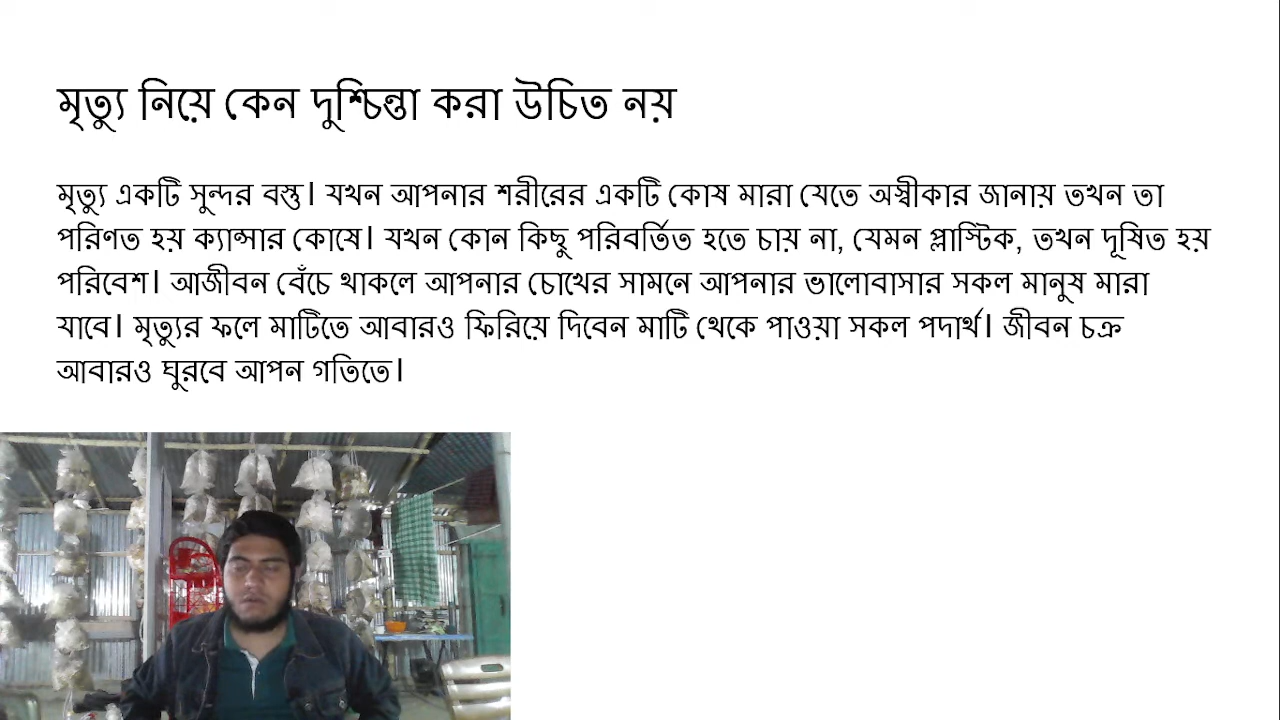 মৃত্যু নিয়ে কেন দুশ্চিন্তা করা উচিত নয়
মৃত্যু একটি সুন্দর বস্তু। যখন আপনার শরীরের একটি কোষ মারা যেতে অস্বীকার জানায় তখন তা
পরিণত হয় ক্যান্সার কোষে। যখন কোন কিছু পরিবর্তিত হতে চায় না, যেমন প্লাস্টিক, তখন দূষিত হয়
পরিবেশ। আজীবন বেঁচে থাকলে আপনার চোখের সামনে আপনার ভালোবাসার সকল মানুষ মারা
যাবে। মৃত্যুর ফলে মাটিতে আবারও ফিরিয়ে দিবেন মাটি থেকে পাওয়া সকল পদার্থ। জীবন চক্র
আবারও ঘুরবে আপন গতিতে।